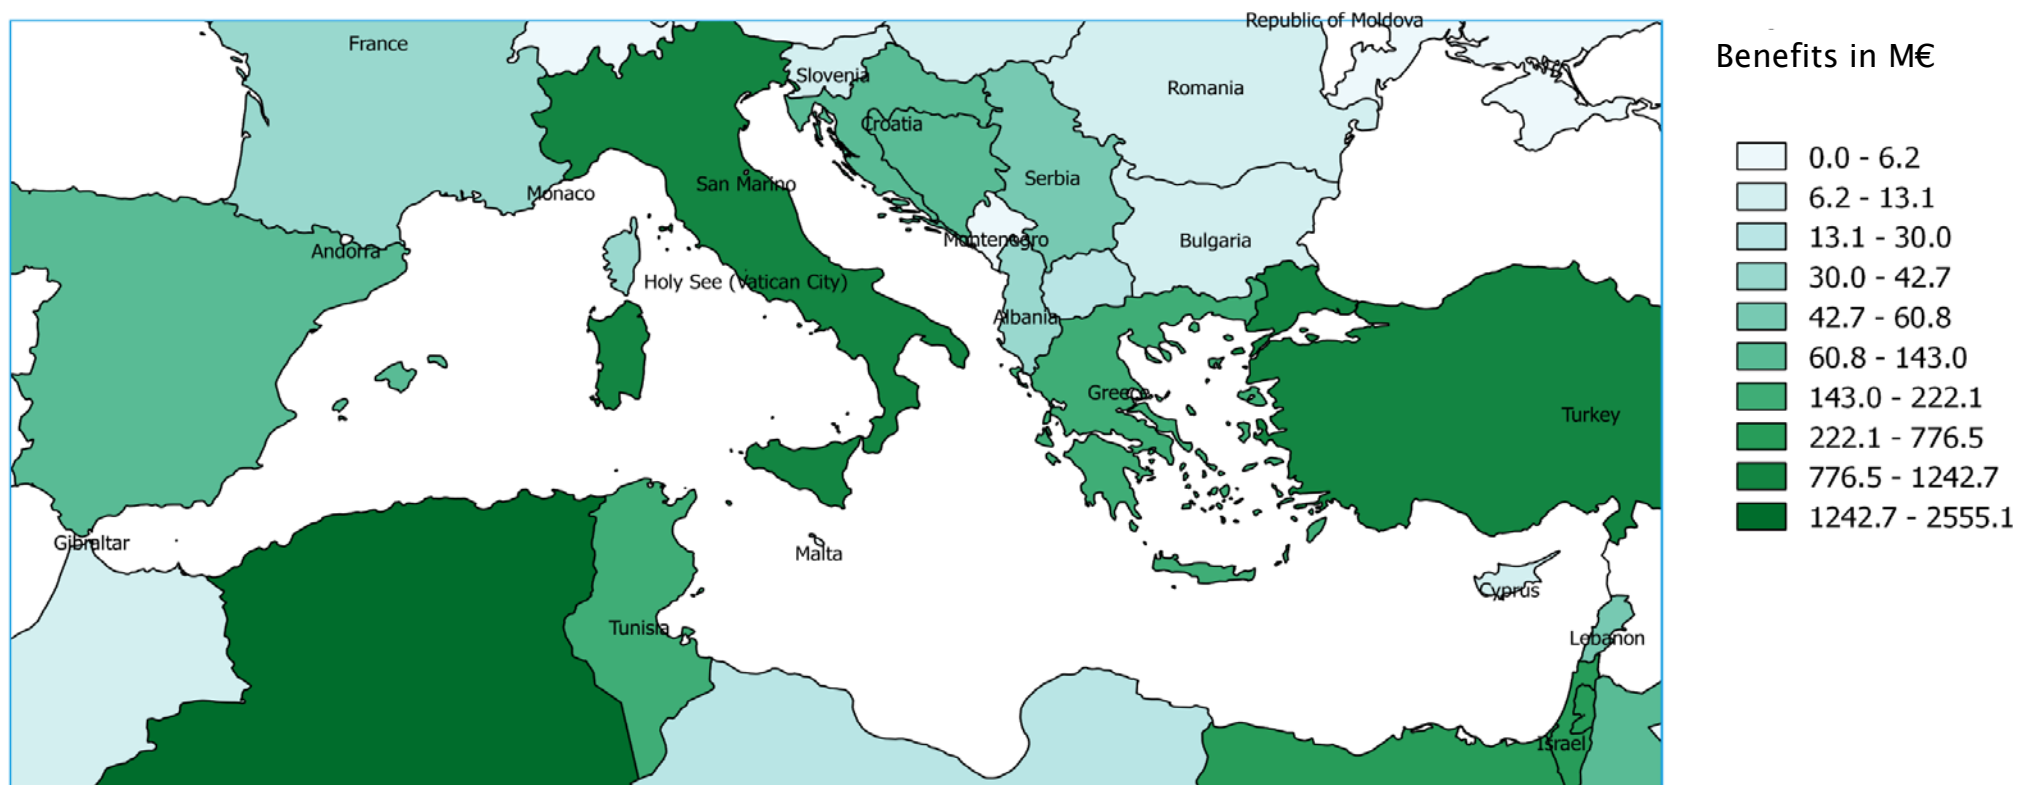 Republic of Moldova
France
Slovenia
Romania
Croatia
Serbia
San Marino
Monaco
Montenegro
Bulgaria
Andorra
Holy See (Vatican City)
Albania
Greece
Turkey
Gibraltar
Malta
Cyprus
Tunisia
Lebanon
Israel
Benefits in M€
0.0 - 6.2
6.2 - 13.1
13.1 - 30.0
30.0 - 42.7
42.7 - 60.8
60.8 - 143.0
143.0 - 222.1
222.1 - 776.5
776.5 - 1242.7
1242.7 - 2555.1